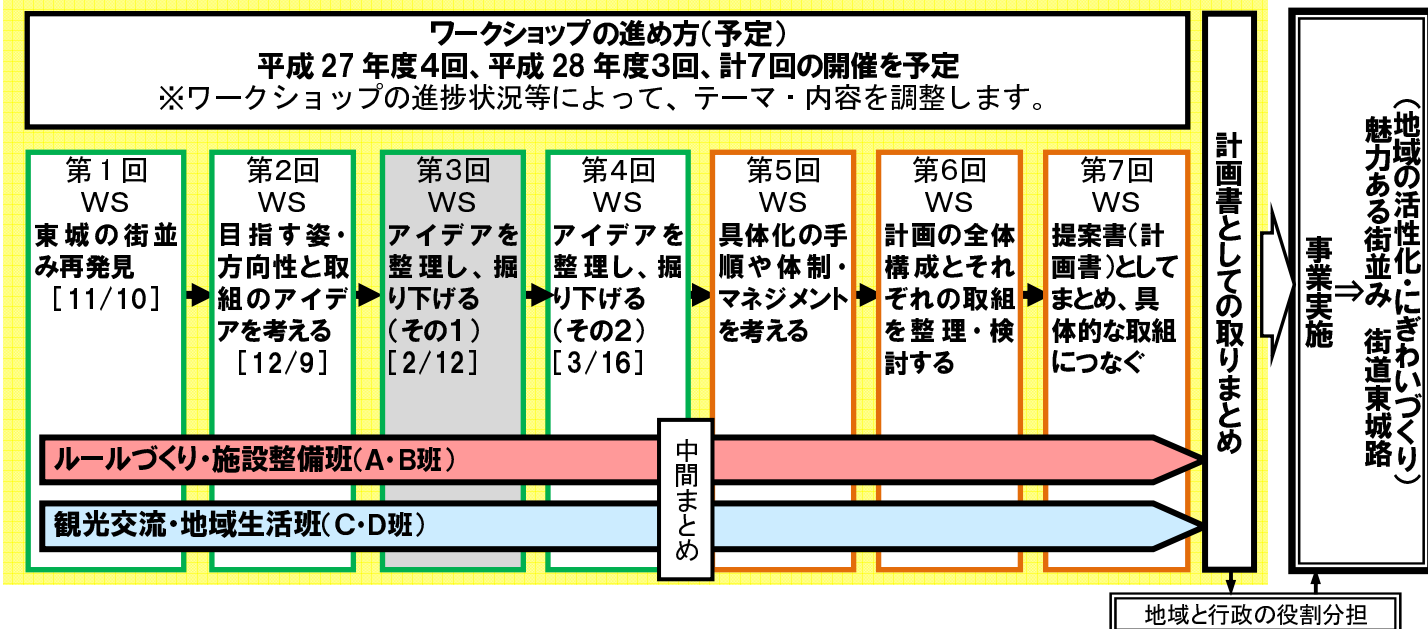 ワークショップの進め方（予定）
平成27年度４回、平成28年度３回、計７回の開催を予定
※ワークショップの進捗状況等によって、テーマ・内容を調整します。
第１回
WS
東城の街並
み再発見
［11/10］
第２回
WS
目指す姿・
方向性と取
組のアイデ
アを考える
［12/9］
第３回
WS
アイデアを
整理し、掘
り下げる
（その１）
［2/12］
第４回
WS
アイデアを
整理し、掘
り下げる
（その２）
［3/16］
第５回
WS
具体化の手
順や体制・
マネジメント
を考える
第６回
WS
計画の全体
構成とそれ
ぞれの取組
を整理・検
討する
第７回
WS
提案書（計
画書）として
まとめ、具
体的な取組
につなぐ
ルールづくり・施設整備班（A・B班）
観光交流・地域生活班（C・D班）
中間まとめ
計画書としての取りまとめ
（地域の活性化・にぎわいづくり）
魅力ある街並み　街道東城路
⇒
事業実施
地域と行政の役割分担